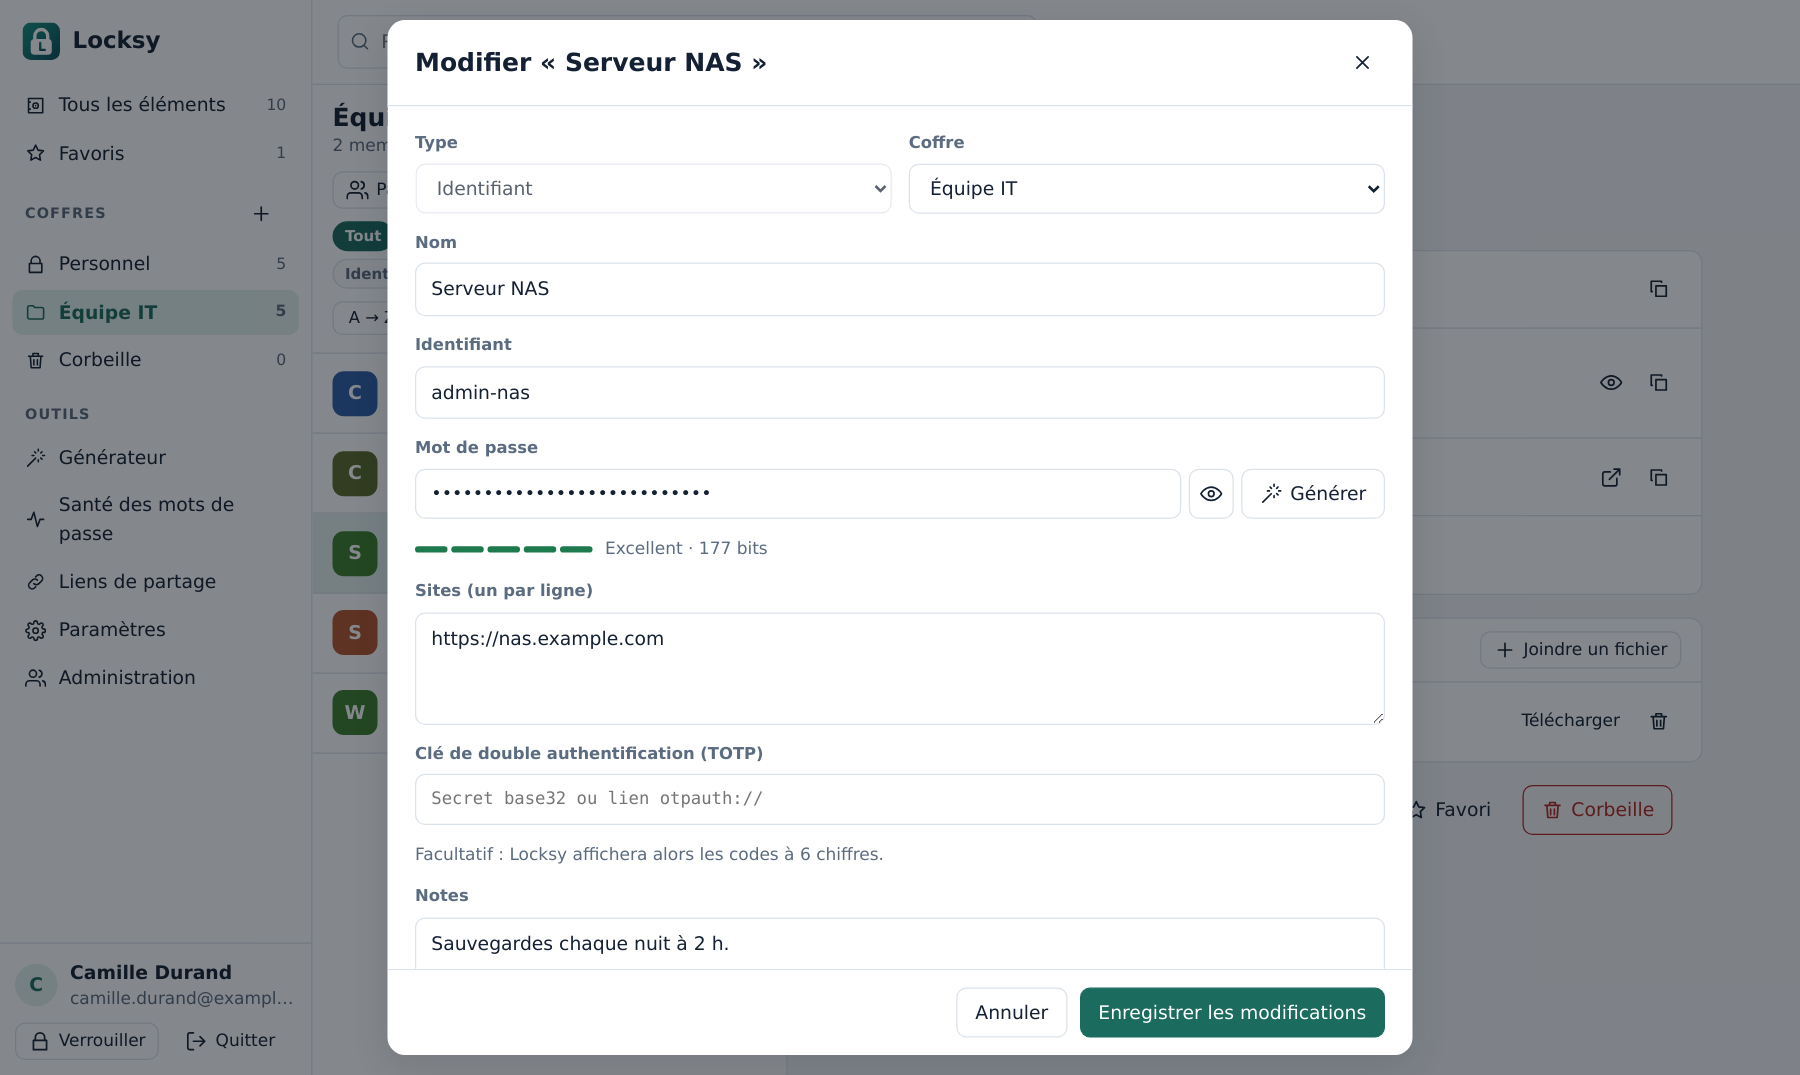 Locksy
Tous les éléments 10
Favoris 1
COFFRES
Personnel 5
Équipe IT 5
Corbeille 0
OUTILS
Générateur
Santé des mots de
passe
Liens de partage
Paramètres
Administration
C Camille Durand
camille.durand@exampl...
Verrouiller Quitter
2
Tout
A → Z
C
C
S
S
W
Modifier « Serveur NAS »
Type Coffre
Identifiant Équipe IT
Nom
Serveur NAS
Identifiant
admin-nas
Mot de passe
••••••••••••••••••••••••••• Générer
Excellent · 177 bits
Sites (un par ligne)
https://nas.example.com
Clé de double authentification (TOTP)
Secret base32 ou lien otpauth://
Facultatif : Locksy affichera alors les codes à 6 chiffres.
Notes
Sauvegardes chaque nuit à 2 h.
Annuler Enregistrer les modifications
Joindre un fichier
Télécharger
Favori Corbeille